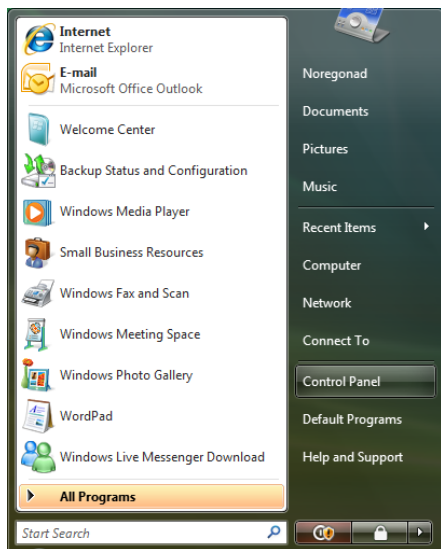 Internet
Internet Explorer
E-mail
Microsoft Office Outlook
Welcome Center
Backup Status and Configuration
Windows Media Player
Small Business Resources
Windows Fax and Scan
Windows Meeting Space
Windows Photo Gallery
WordPad
Windows Live Messenger Download
All Programs
Start Search
Noregonad
Documents
Pictures
Music
Recent Items
Computer
Network
Connect To
Control Panel
Default Programs
Help and Support